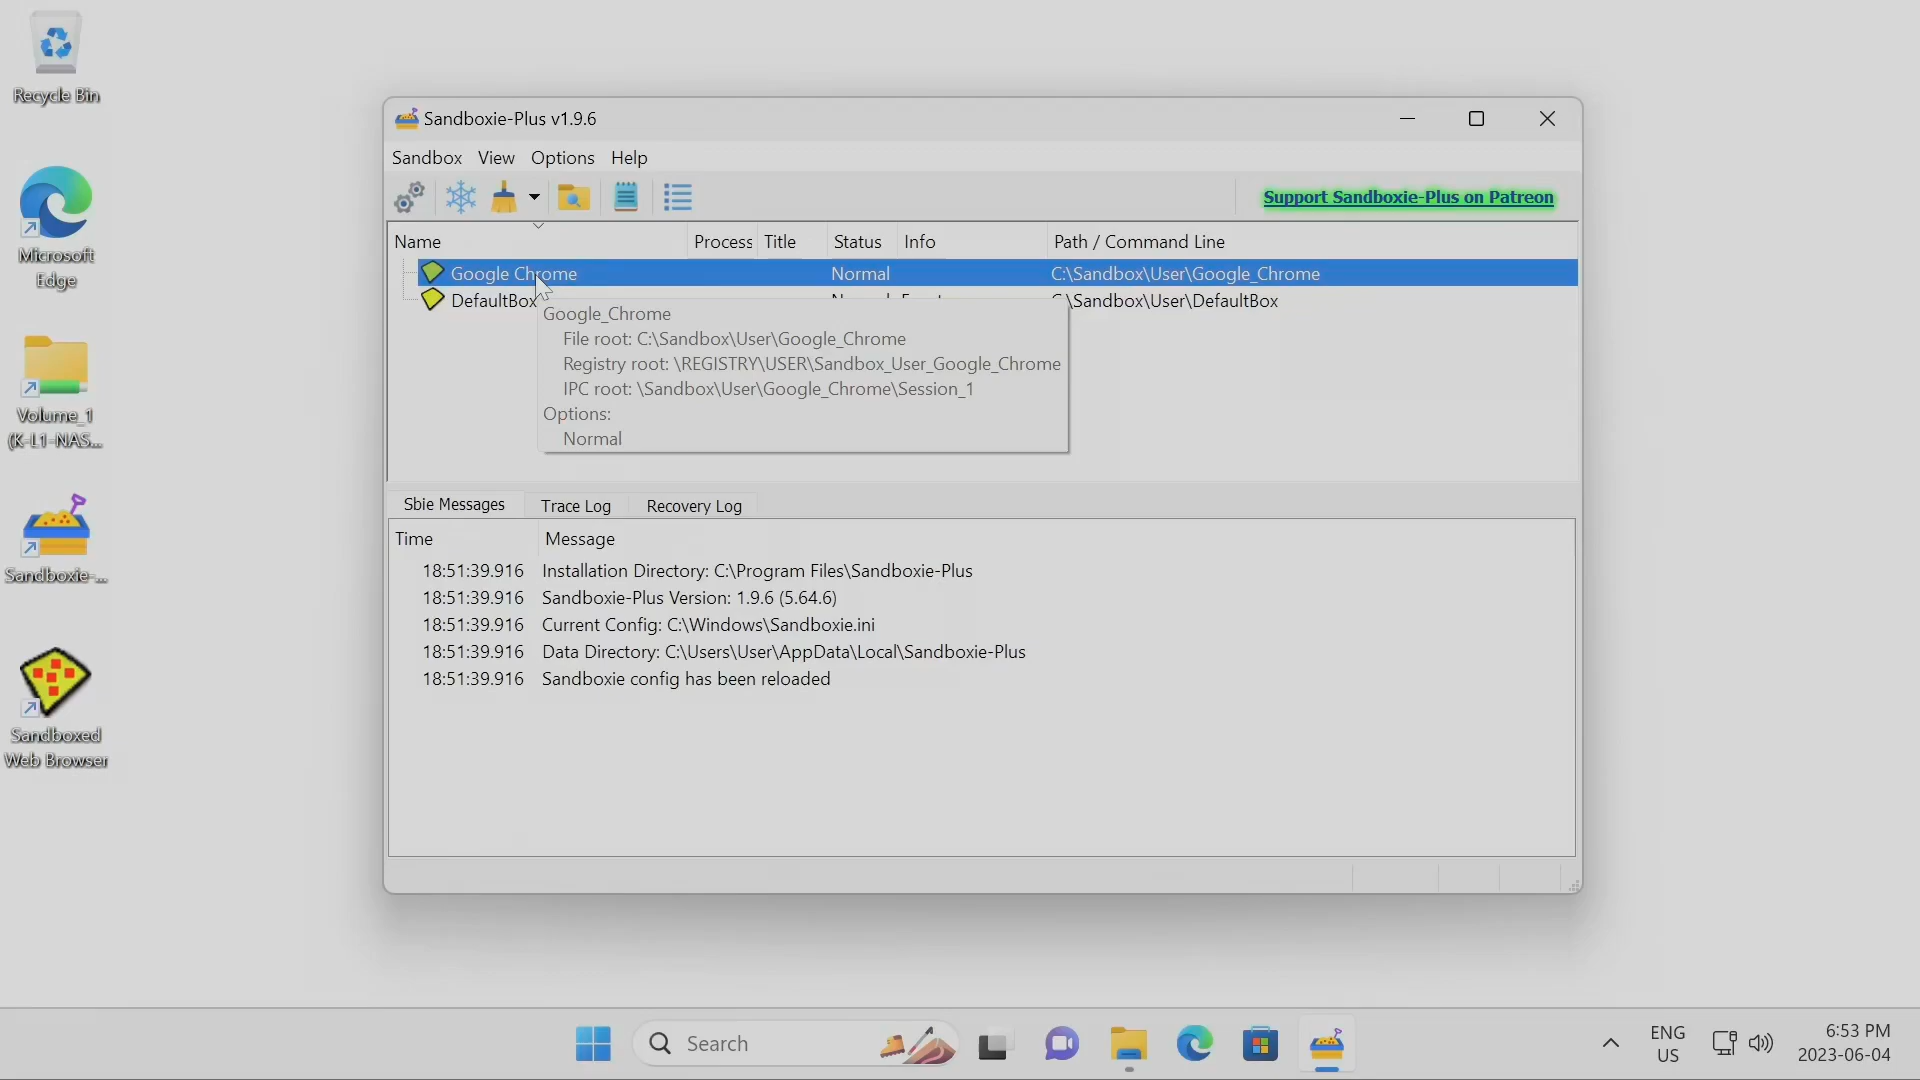 Recycle Bin
Microsoft
Edge
Volume_1
(K-L1-NAS...
Sandboxie-...
Sandboxed
Web Browser
Sandboxie-Plus v1.9.6
Sandbox View Options Help
Support Sandboxie-Plus on Patreon
Name Process Title Status Info Path / Command Line
Google Chrome Normal C:\Sandbox\User\Google_Chrome
DefaultBox \Sandbox\User\DefaultBox
Google_Chrome
File root: C:\Sandbox\User\Google_Chrome
Registry root: \REGISTRY\USER\Sandbox_User_Google_Chrome
IPC root: \Sandbox\User\Google_Chrome\Session_1
Options:
Normal
Sbie Messages Trace Log Recovery Log
Time Message
18:51:39.916 Installation Directory: C:\Program Files\Sandboxie-Plus
18:51:39.916 Sandboxie-Plus Version: 1.9.6 (5.64.6)
18:51:39.916 Current Config: C:\Windows\Sandboxie.ini
18:51:39.916 Data Directory: C:\Users\User\AppData\Local\Sandboxie-Plus
18:51:39.916 Sandboxie config has been reloaded
Search
ENG
US
6:53 PM
2023-06-04